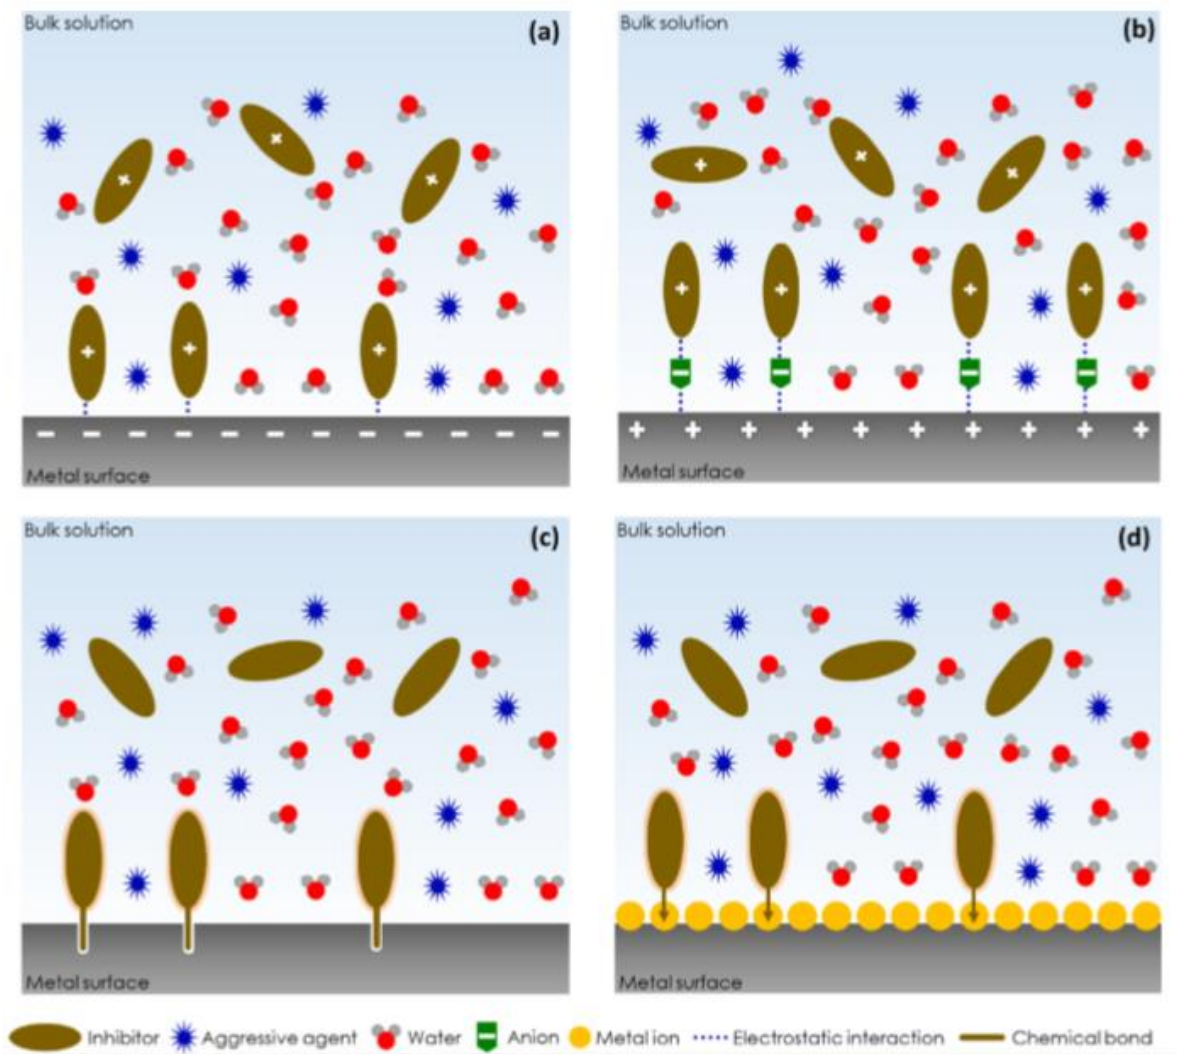 Bulk solution
(a)
Metal surface
Bulk solution
(b)
Metal surface
Bulk solution
(c)
Metal surface
Bulk solution
(d)
Metal surface
Inhibitor Aggressive agent Water Anion Metal ion Electrostatic interaction Chemical bond